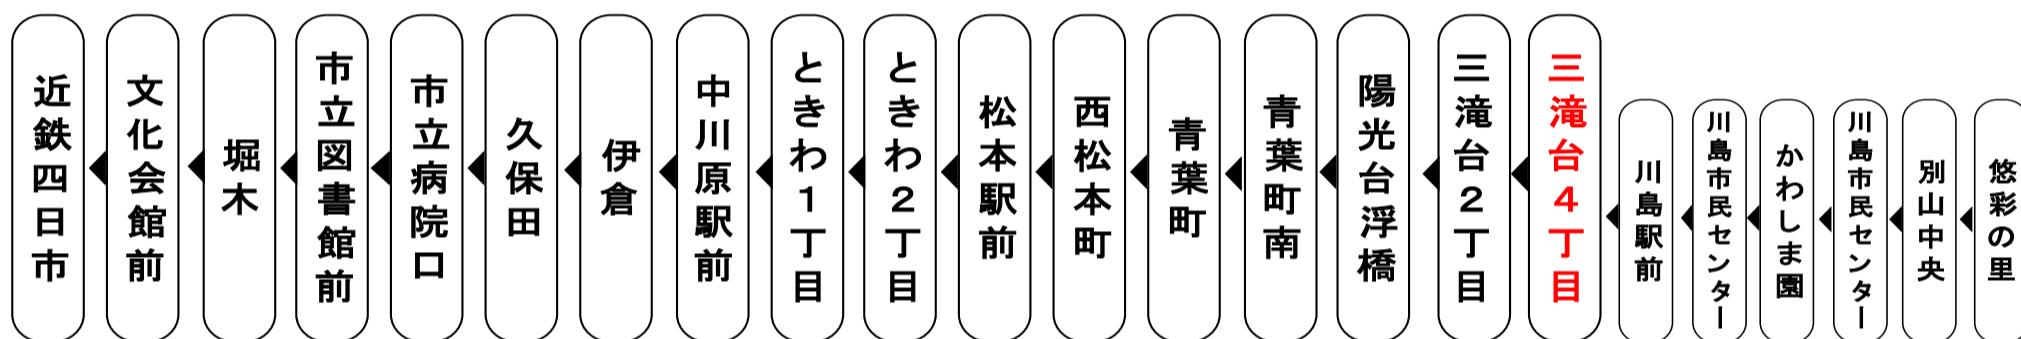 近鉄四日市
文化会館前
堀木
市立図書館前
市立病院口
久保田
伊倉
中川原駅前
ときわ１丁目
ときわ２丁目
松本駅前
西松本町
青葉町
青葉町南
陽光台浮橋
三滝台２丁目
三滝台４丁目
川島駅前
川島市民センター
かわしま園
川島市民センター
別山中央
悠彩の里